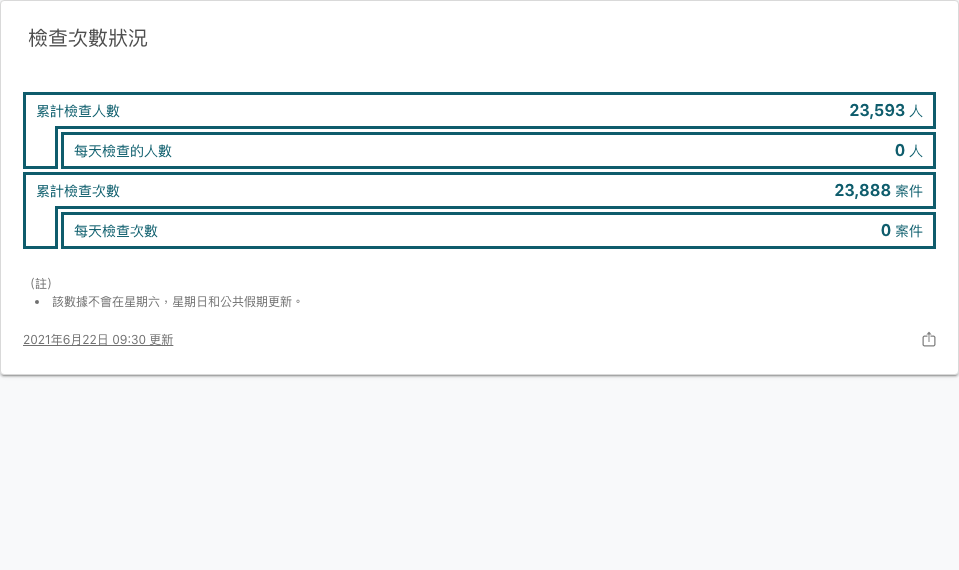 檢查次數狀況
累計檢查人數 23,593 人
每天檢查的人數 0 人
累計檢查次數 23,888 案件
每天檢查次數 0 案件
（註）
• 該數據不會在星期六，星期日和公共假期更新。
2021年6月22日 09:30 更新